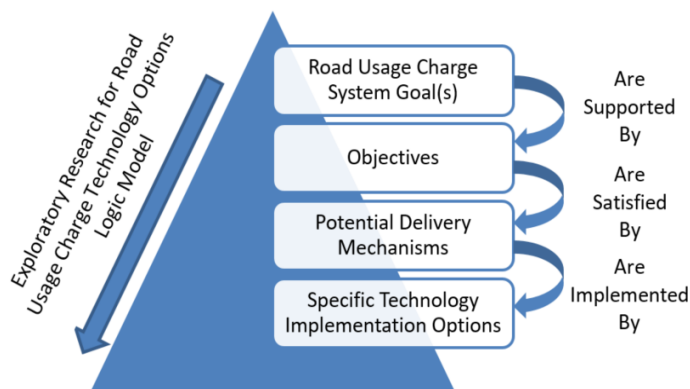 Exploratory Research for Road
Usage Charge Technology Options
Logic Model
Road Usage Charge
System Goal(s)
Are
Supported
By
Objectives
Are
Satisfied
By
Potential Delivery
Mechanisms
Are
Implemented
By
Specific Technology
Implementation Options